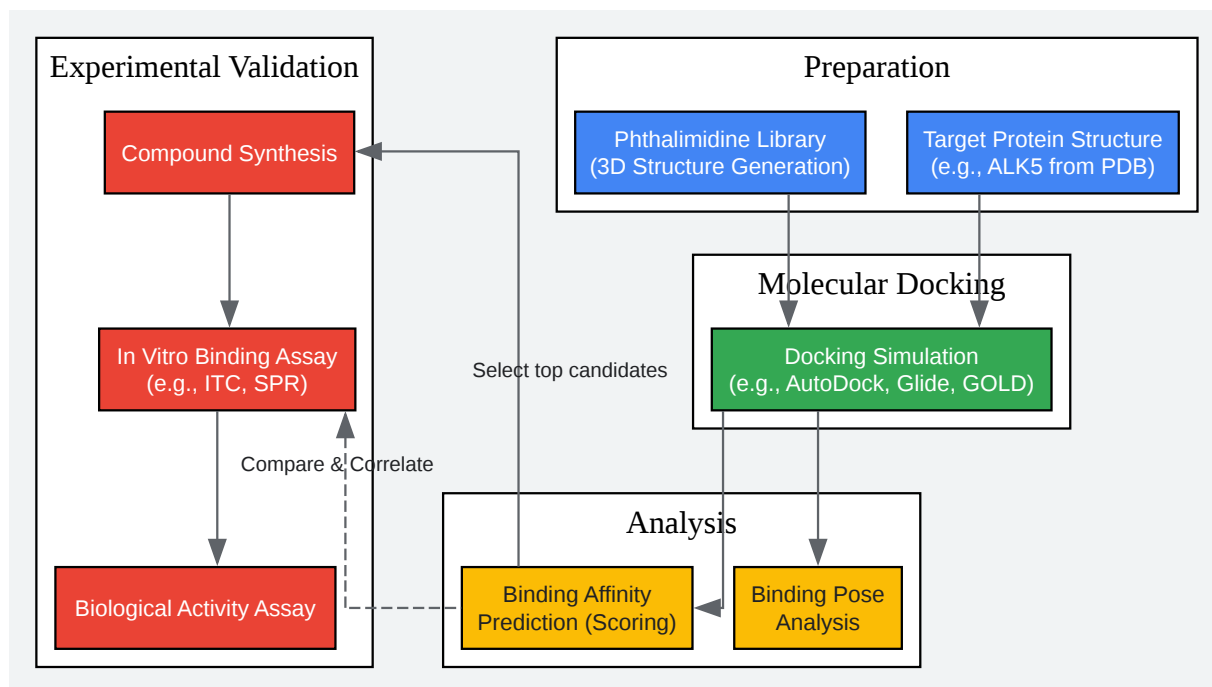 Experimental Validation
Compound Synthesis
In Vitro Binding Assay
(e.g., ITC, SPR)
Compare & Correlate
Biological Activity Assay
Select top candidates
Preparation
Phthalimidine Library
(3D Structure Generation)
Target Protein Structure
(e.g., ALK5 from PDB)
Molecular Docking
Docking Simulation
(e.g., AutoDock, Glide, GOLD)
Analysis
Binding Affinity
Prediction (Scoring)
Binding Pose
Analysis